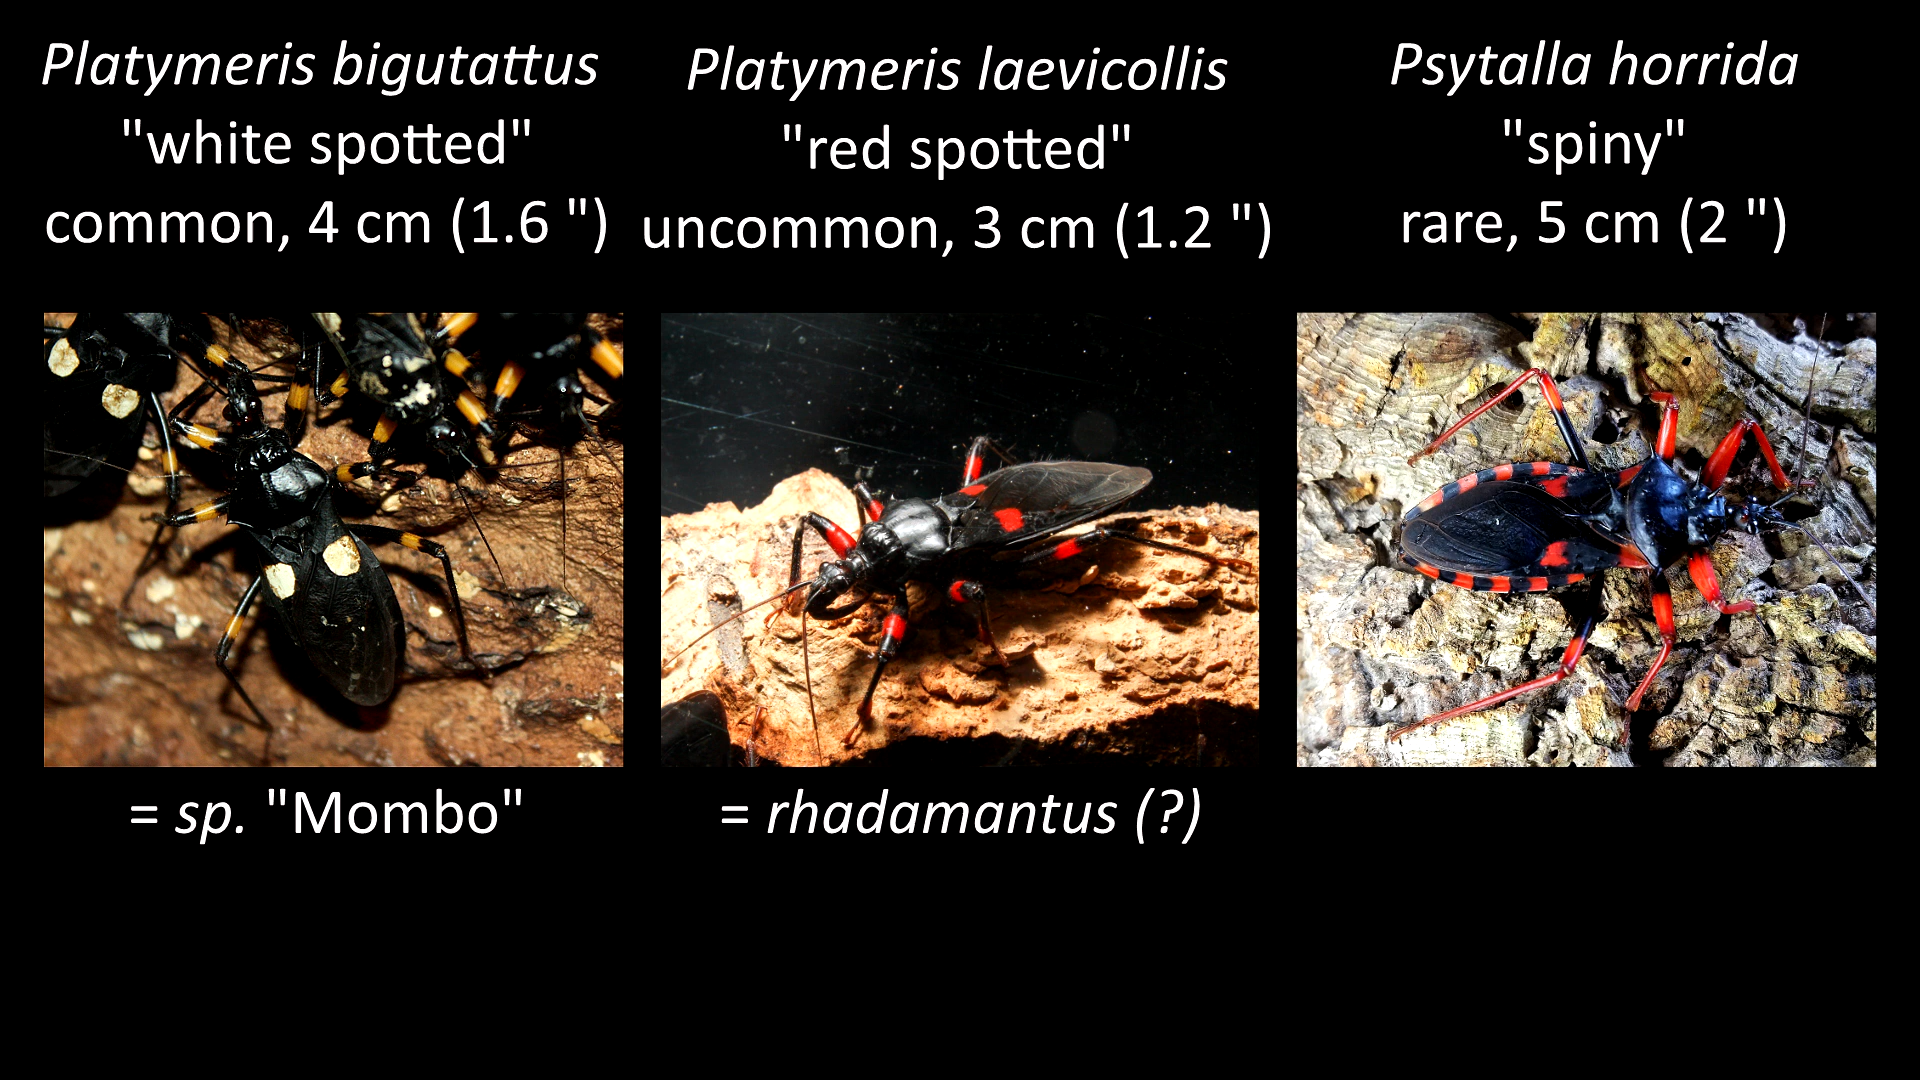 Platymeris bigutattus
"white spotted"
common, 4 cm (1.6 ")
Platymeris laevicollis
"red spotted"
uncommon, 3 cm (1.2 ")
Psytalla horrida
"spiny"
rare, 5 cm (2 ")
= sp. "Mombo"
= rhadamantus (?)